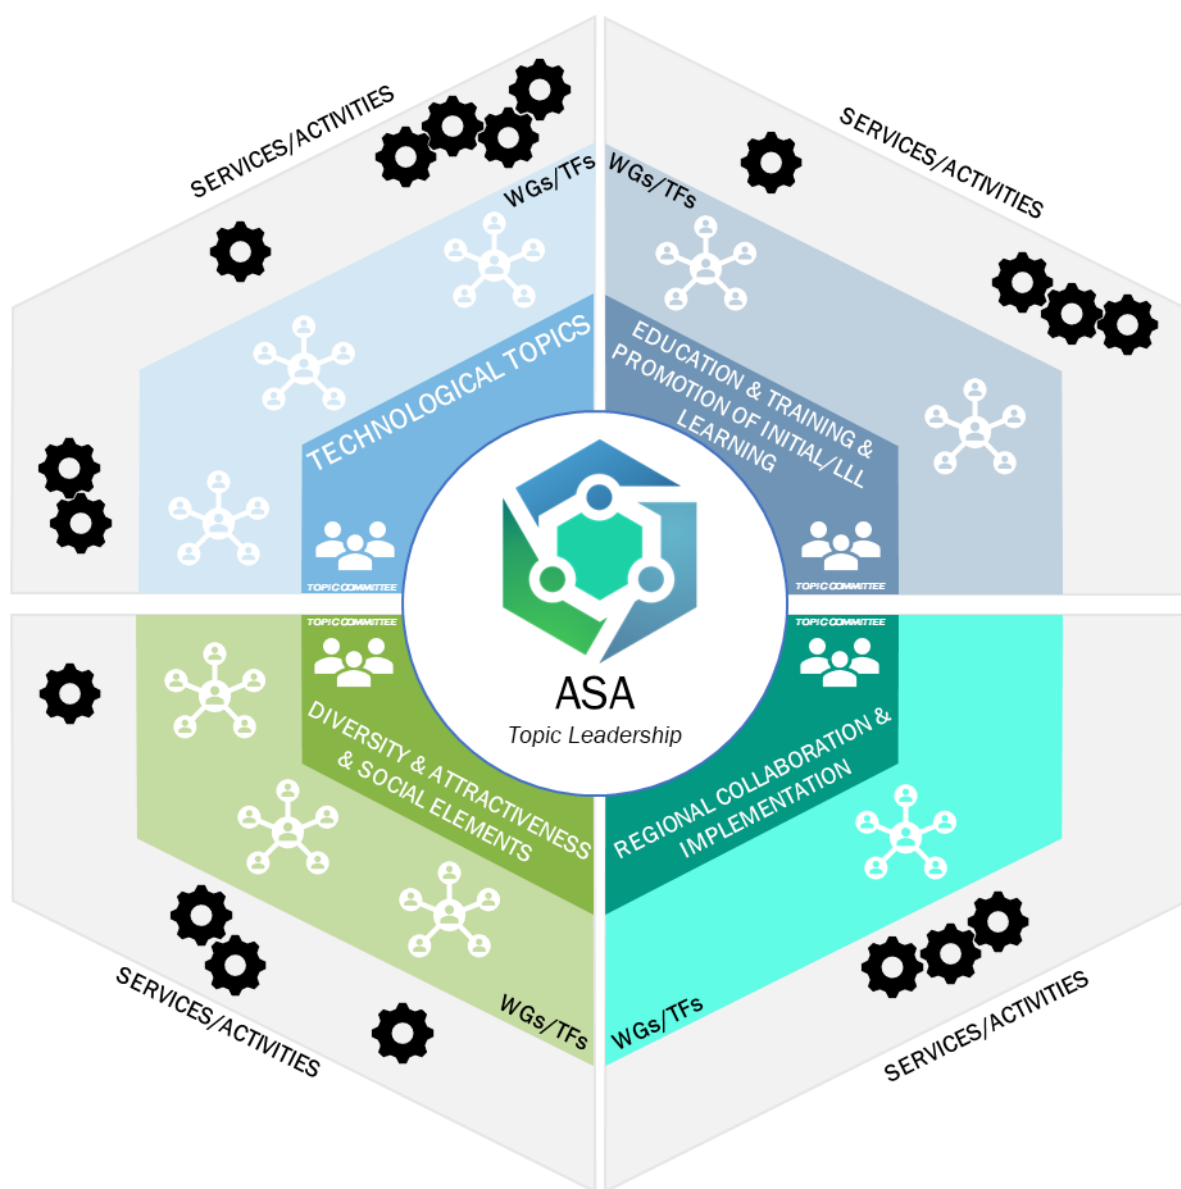 SERVICES/ACTIVITIES
SERVICES/ACTIVITIES
WGs/TFs
WGs/TFs
TECHNOLOGICAL TOPICS
EDUCATION & TRAINING &
PROMOTION OF INITIAL/LLL
LEARNING
TOPIC COMMITTEE
TOPIC COMMITTEE
ASA
Topic Leadership
TOPIC COMMITTEE
TOPIC COMMITTEE
DIVERSITY & ATTRACTIVENESS
& SOCIAL ELEMENTS
REGIONAL COLLABORATION &
IMPLEMENTATION
WGs/TFs
WGs/TFs
SERVICES/ACTIVITIES
SERVICES/ACTIVITIES